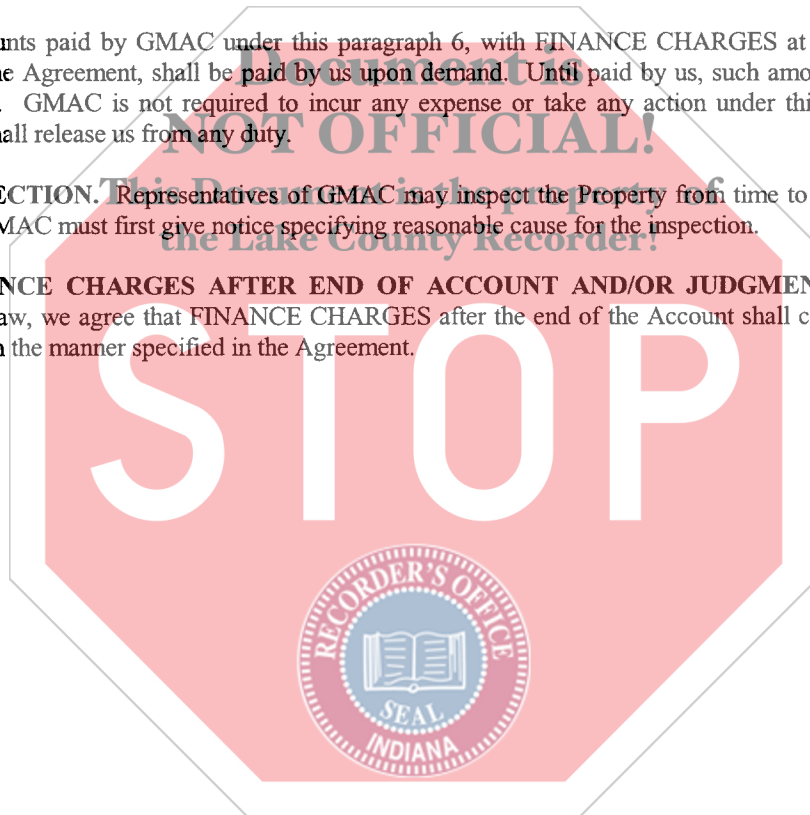 unts paid by GMAC under this paragraph 6, with FINANCE CHARGES at
e Agreement, shall be paid by us upon demand. Until paid by us, such amo
. GMAC is not required to incur any expense or take any action under thi
all release us from any duty.
Document is
NOT OFFICIAL!
This Document is the property of
the Lake County Recorder!
ECTION. Representatives of GMAC may inspect the Property from time to
MAC must first give notice specifying reasonable cause for the inspection.
NCE CHARGES AFTER END OF ACCOUNT AND/OR JUDGMEN
aw, we agree that FINANCE CHARGES after the end of the Account shall c
n the manner specified in the Agreement.
STOP
RECORDER'S OFFICE
SEAL
INDIANA